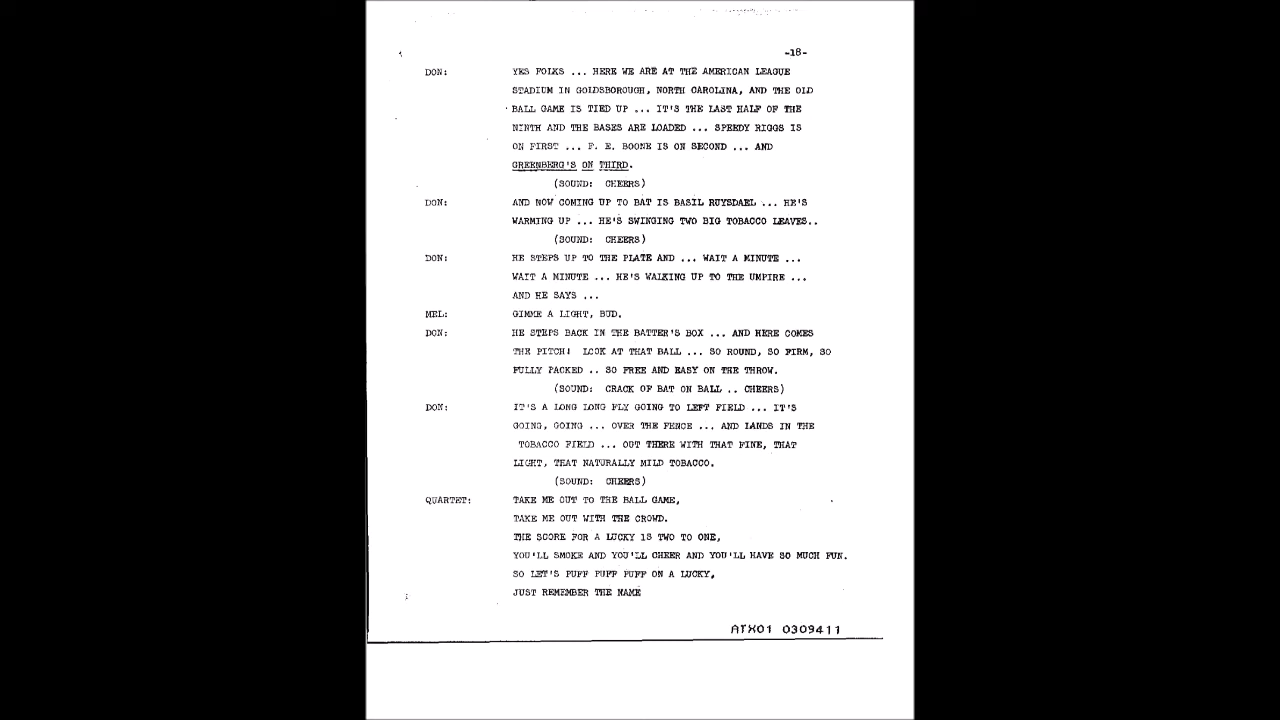 -18-
DON: YES FOLKS ... HERE WE ARE AT THE AMERICAN LEAGUE
STADIUM IN GOLDSBOROUGH, NORTH CAROLINA, AND THE OLD
BALL GAME IS TIED UP ... IT'S THE LAST HALF OF THE
NINTH AND THE BASES ARE LOADED ... SPEEDY RIGGS IS
ON FIRST ... F. E. BOONE IS ON SECOND ... AND
GREENBERG'S ON THIRD.
(SOUND: CHEERS)
DON: AND NOW COMING UP TO BAT IS BASIL RUYSDAEL ... HE'S
WARMING UP ... HE'S SWINGING TWO BIG TOBACCO LEAVES..
(SOUND: CHEERS)
DON: HE STEPS UP TO THE PLATE AND ... WAIT A MINUTE ...
WAIT A MINUTE ... HE'S WALKING UP TO THE UMPIRE ...
AND HE SAYS ...
MEL: GIMME A LIGHT, BUD.
DON: HE STEPS BACK IN THE BATTER'S BOX ... AND HERE COMES
THE PITCH! LOOK AT THAT BALL ... SO ROUND, SO FIRM, SO
FULLY PACKED .. SO FREE AND EASY ON THE THROW.
(SOUND: CRACK OF BAT ON BALL .. CHEERS)
DON: IT'S A LONG LONG FLY GOING TO LEFT FIELD ... IT'S
GOING, GOING ... OVER THE FENCE ... AND LANDS IN THE
TOBACCO FIELD ... OUT THERE WITH THAT FINE, THAT
LIGHT, THAT NATURALLY MILD TOBACCO.
(SOUND: CHEERS)
QUARTET: TAKE ME OUT TO THE BALL GAME,
TAKE ME OUT WITH THE CROWD.
THE SCORE FOR A LUCKY IS TWO TO ONE,
YOU'LL SMOKE AND YOU'LL CHEER AND YOU'LL HAVE SO MUCH FUN.
SO LET'S PUFF PUFF PUFF ON A LUCKY,
JUST REMEMBER THE NAME
ATX01 0309411